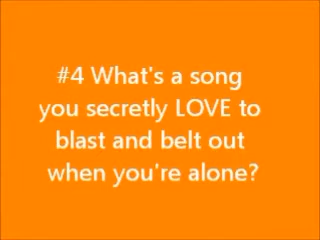 #4 What's a song
you secretly LOVE to
blast and belt out
when you're alone?